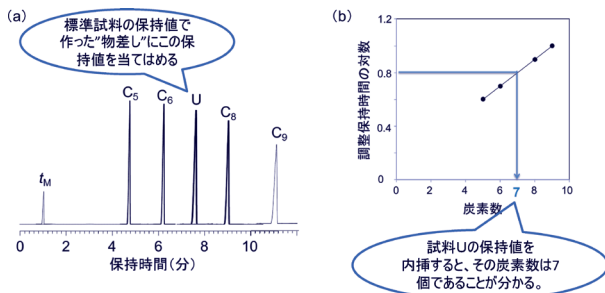 (a)
標準試料の保持値で
作った"物差し"にこの保
持値を当てはめる
C5
C6
U
C8
C9
tM
0
2
4
6
8
10
保持時間(分)
(b)
調整保持時間の対数
1.2
0.8
0.4
0.0
0
2
4
6
7
8
10
炭素数
試料Uの保持値を
内挿すると、その炭素数は7
個であることが分かる。